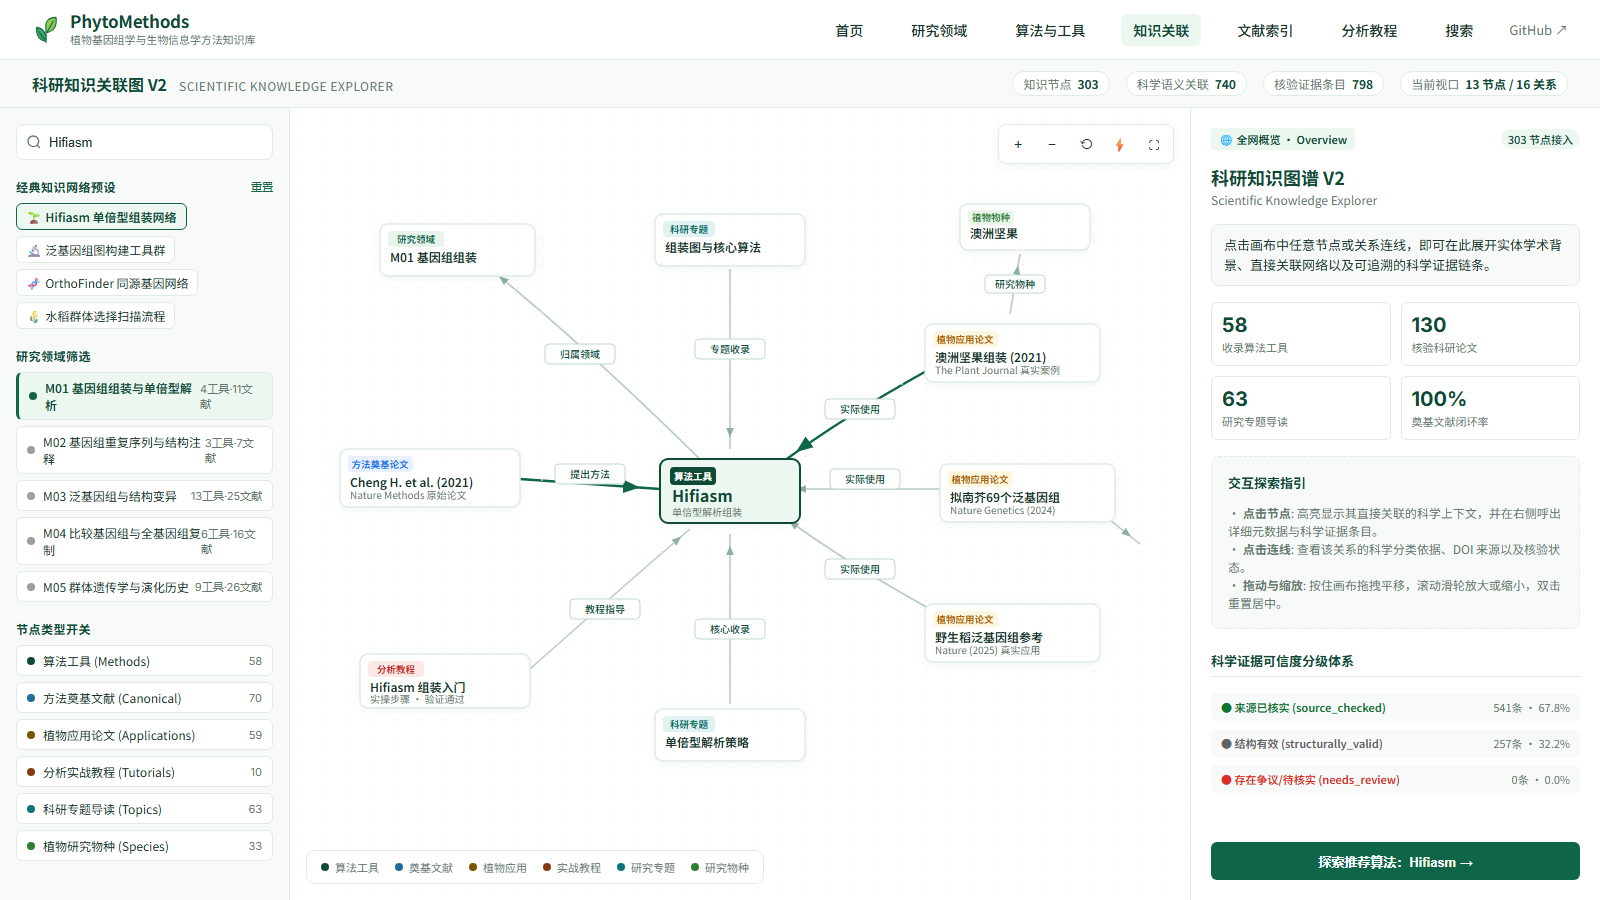 PhytoMethods
植物基因组学与生物信息学方法知识库
首页
研究领域
算法与工具
知识关联
文献索引
分析教程
搜索
GitHub ↗
科研知识关联图 V2 SCIENTIFIC KNOWLEDGE EXPLORER
知识节点 303
科学语义关联 740
核验证据条目 798
当前视口 13 节点 / 16 关系
Hifiasm
经典知识网络预设
重置
Hifiasm 单倍型组装网络
泛基因组图构建工具群
OrthoFinder 同源基因网络
水稻群体选择扫描流程
研究领域筛选
M01 基因组组装与单倍型解析
4工具·11文献
M02 基因组重复序列与结构注释
3工具·7文献
M03 泛基因组与结构变异
13工具·25文献
M04 比较基因组与全基因组复制
6工具·16文献
M05 群体遗传学与演化历史
9工具·26文献
节点类型开关
算法工具 (Methods) 58
方法奠基文献 (Canonical) 70
植物应用论文 (Applications) 59
分析实战教程 (Tutorials) 10
科研专题导读 (Topics) 63
植物研究物种 (Species) 33
+
−
研究领域
M01 基因组组装
科研专题
组装图与核心算法
植物物种
澳洲坚果
研究物种
归属领域
专题收录
植物应用论文
澳洲坚果组装 (2021)
The Plant Journal 真实案例
实际使用
方法奠基论文
Cheng H. et al. (2021)
Nature Methods 原始论文
提出方法
算法工具
Hifiasm
单倍型解析组装
实际使用
植物应用论文
拟南芥69个泛基因组
Nature Genetics (2024)
实际使用
教程指导
核心收录
植物应用论文
野生稻泛基因组参考
Nature (2025) 真实应用
分析教程
Hifiasm 组装入门
实操步骤 · 验证通过
科研专题
单倍型解析策略
算法工具
奠基文献
植物应用
实战教程
研究专题
研究物种
全网概览 · Overview
303 节点接入
科研知识图谱 V2
Scientific Knowledge Explorer
点击画布中任意节点或关系连线，即可在此展开实体学术背
景、直接关联网络以及可追溯的科学证据链条。
58
收录算法工具
130
核验科研论文
63
研究专题导读
100%
奠基文献闭环率
交互探索指引
· 点击节点: 高亮显示其直接关联的科学上下文，并在右侧呼出
详细元数据与科学证据条目。
· 点击连线: 查看该关系的科学分类依据、DOI 来源以及核验状
态。
· 拖动与缩放: 按住画布拖拽平移，滚动滑轮放大或缩小，双击
重置居中。
科学证据可信度分级体系
来源已核实 (source_checked) 541条 · 67.8%
结构有效 (structurally_valid) 257条 · 32.2%
存在争议/待核实 (needs_review) 0条 · 0.0%
探索推荐算法：Hifiasm →